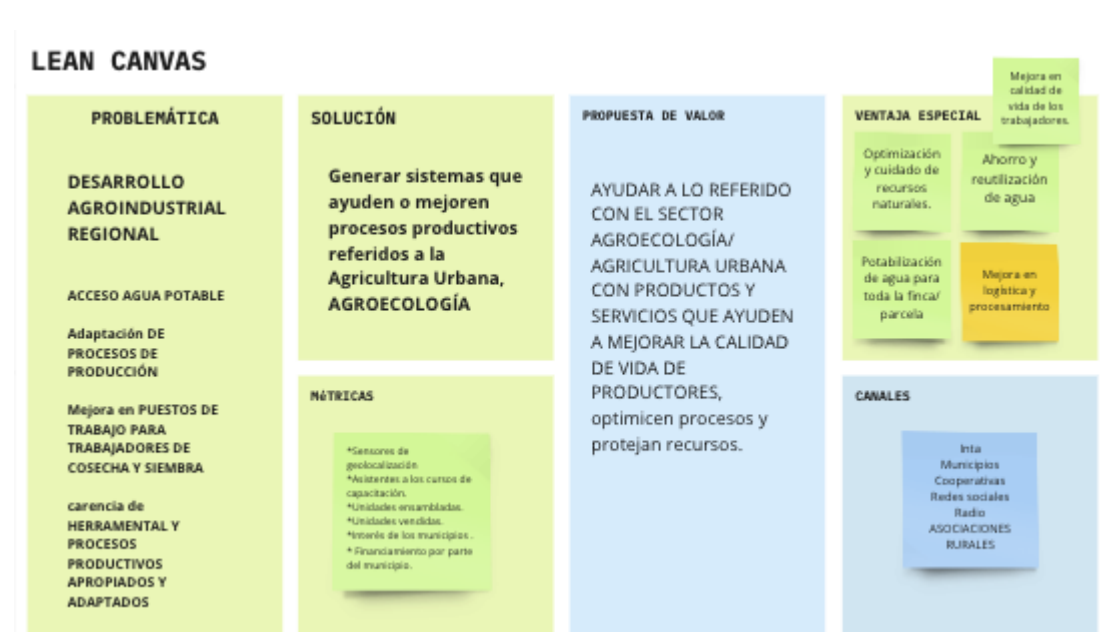 LEAN CANVAS
PROBLEMÁTICA
DESARROLLO
AGROINDUSTRIAL
REGIONAL
ACCESO AGUA POTABLE
Adaptación DE
PROCESOS DE
PRODUCCIÓN
Mejora en PUESTOS DE
TRABAJO PARA
TRABAJADORES DE
COSECHA Y SIEMBRA
carencia de
HERRAMENTAL Y
PROCESOS
PRODUCTIVOS
APROPIADOS Y
ADAPTADOS
SOLUCIÓN
Generar sistemas que
ayuden o mejoren
procesos productivos
referidos a la
Agricultura Urbana,
AGROECOLOGÍA
MéTRICAS
*Sensores de
geolocalización
*Asistentes a los cursos de
capacitación.
*Unidades ensambladas.
*Unidades vendidas.
*Interés de los municipios .
* Financiamiento por parte
del municipio.
PROPUESTA DE VALOR
AYUDAR A LO REFERIDO
CON EL SECTOR
AGROECOLOGÍA/
AGRICULTURA URBANA
CON PRODUCTOS Y
SERVICIOS QUE AYUDEN
A MEJORAR LA CALIDAD
DE VIDA DE
PRODUCTORES,
optimicen procesos y
protejan recursos.
VENTAJA ESPECIAL
Mejora en
calidad de
vida de los
trabajadores.
Optimización
y cuidado de
recursos
naturales.
Ahorro y
reutilización
de agua
Potabilización
de agua para
toda la finca/
parcela
Mejora en
logística y
procesamiento
CANALES
Inta
Municipios
Cooperativas
Redes sociales
Radio
ASOCIACIONES
RURALES